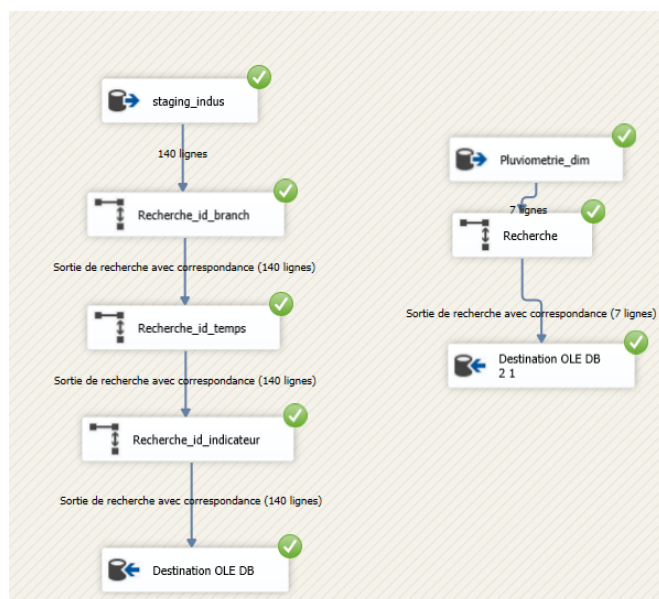 staging_indus
140 lignes
Recherche_id_branch
Sortie de recherche avec correspondance (140 lignes)
Recherche_id_temps
Sortie de recherche avec correspondance (140 lignes)
Recherche_id_indicateur
Sortie de recherche avec correspondance (140 lignes)
Destination OLE DB
Pluviometrie_dim
7 lignes
Recherche
Sortie de recherche avec correspondance (7 lignes)
Destination OLE DB
2 1